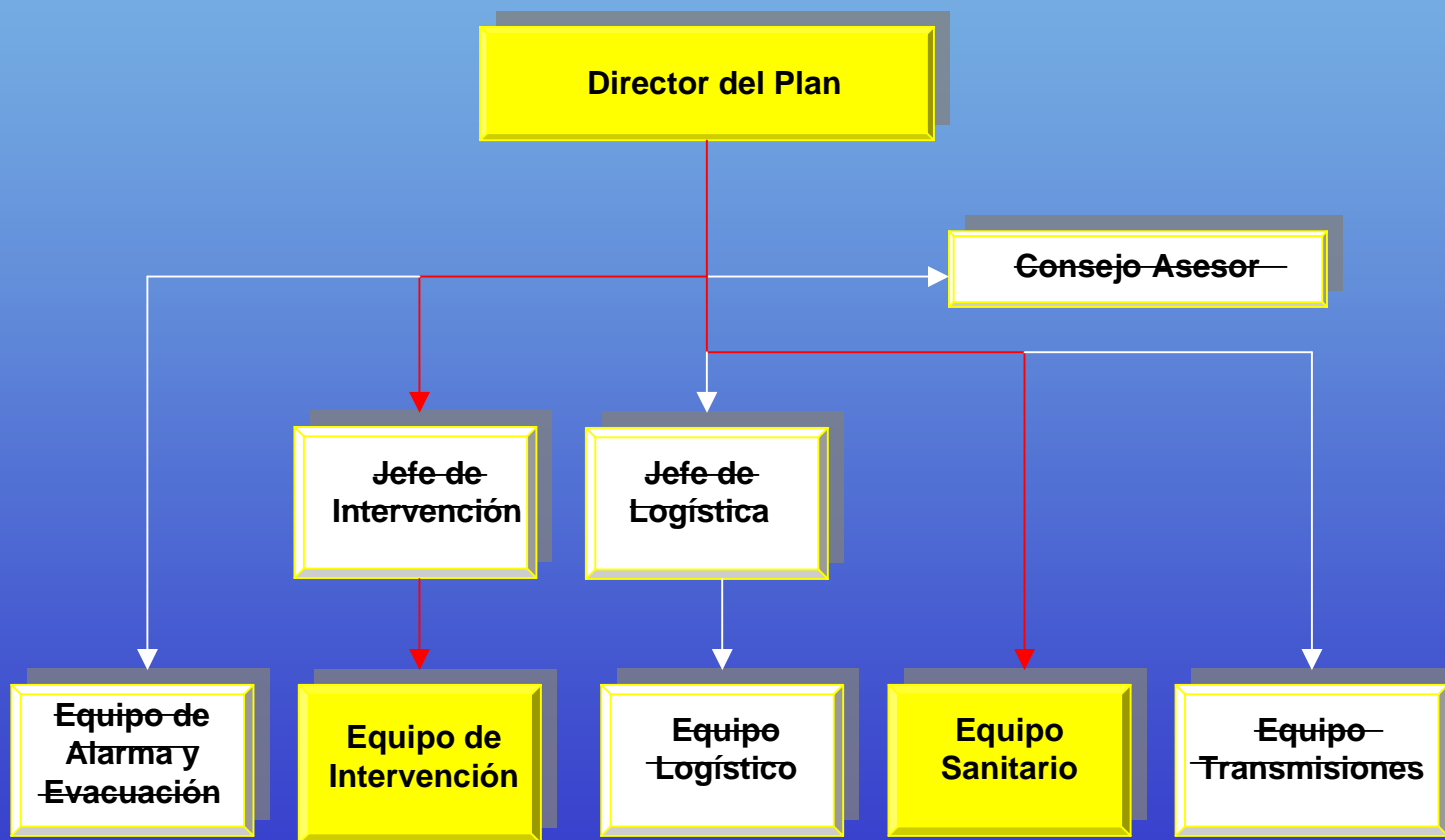 Director del Plan
Consejo Asesor
Jefe de
Intervención
Jefe de
Logística
Equipo de
Alarma y
Evacuación
Equipo de
Intervención
Equipo
Logístico
Equipo
Sanitario
Equipo
Transmisiones